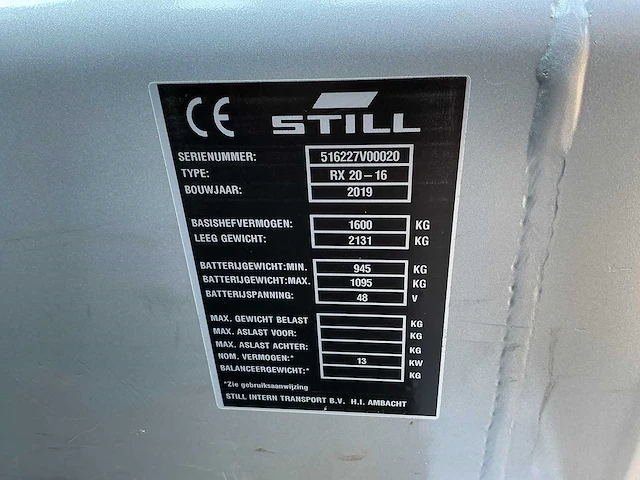 CE STILL
SERIENUMMER: 516227V00020
TYPE: RX 20-16
BOUWJAAR: 2019
BASISHEFVERMOGEN: 1600 KG
LEEG GEWICHT: 2131 KG
BATTERIJGEWICHT:MIN. 945 KG
BATTERIJGEWICHT:MAX. 1095 KG
BATTERIJSPANNING: 48 V
MAX. GEWICHT BELAST KG
MAX. ASLAST VOOR: KG
MAX. ASLAST ACHTER: KG
NOM. VERMOGEN:* 13 KW
BALANCEERGEWICHT:* KG
*Zie gebruiksaanwijzing
STILL INTERN TRANSPORT B.V. H.I. AMBACHT